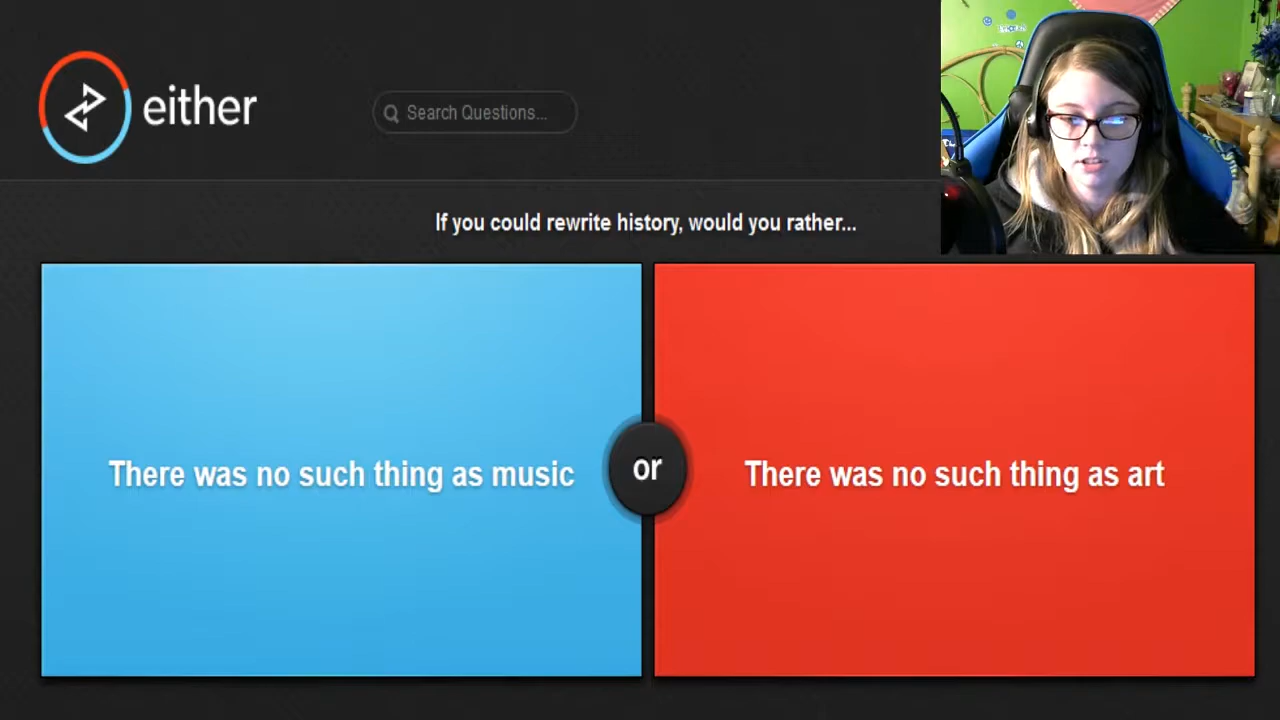 either
Search Questions...
If you could rewrite history, would you rather...
There was no such thing as music
or
There was no such thing as art